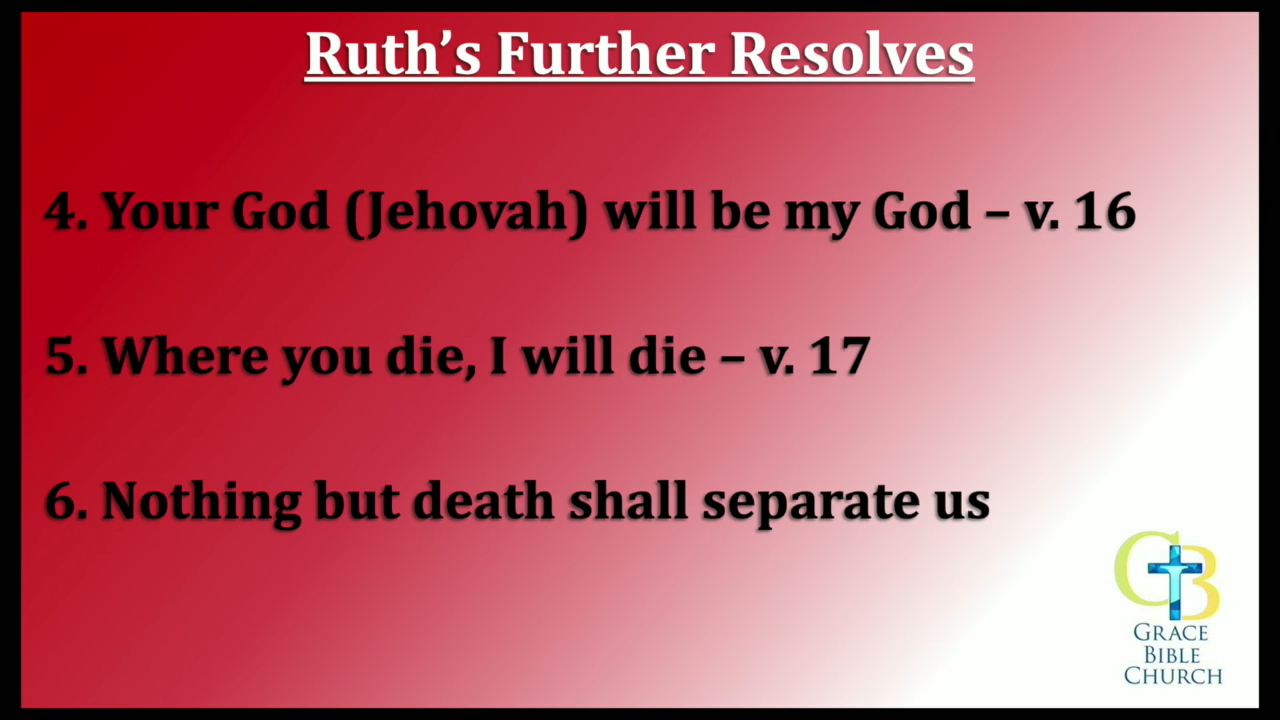 Ruth’s Further Resolves
4. Your God (Jehovah) will be my God – v. 16
5. Where you die, I will die – v. 17
6. Nothing but death shall separate us
GB
GRACE
BIBLE
CHURCH